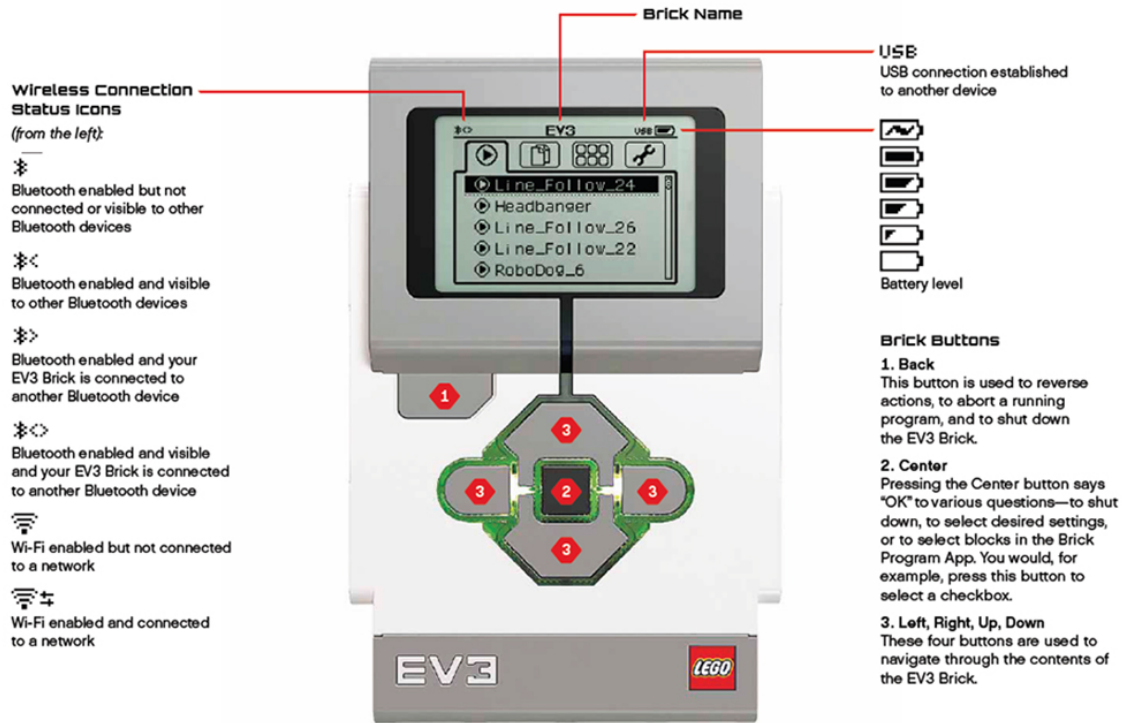 Brick Name
Wireless Connection
Status Icons
(from the left):
Bluetooth enabled but not
connected or visible to other
Bluetooth devices
Bluetooth enabled and visible
to other Bluetooth devices
Bluetooth enabled and your
EV3 Brick is connected to
another Bluetooth device
Bluetooth enabled and visible
and your EV3 Brick is connected
to another Bluetooth device
Wi-Fi enabled but not connected
to a network
Wi-Fi enabled and connected
to a network
EV3
USB
Line_Follow_24
Headbanger
Line_Follow_26
Line_Follow_22
RoboDog_6
1
3
3
2
3
3
EV3
LEGO
USB
USB connection established
to another device
Battery level
Brick Buttons
1. Back
This button is used to reverse
actions, to abort a running
program, and to shut down
the EV3 Brick.
2. Center
Pressing the Center button says
“OK” to various questions—to shut
down, to select desired settings,
or to select blocks in the Brick
Program App. You would, for
example, press this button to
select a checkbox.
3. Left, Right, Up, Down
These four buttons are used to
navigate through the contents of
the EV3 Brick.